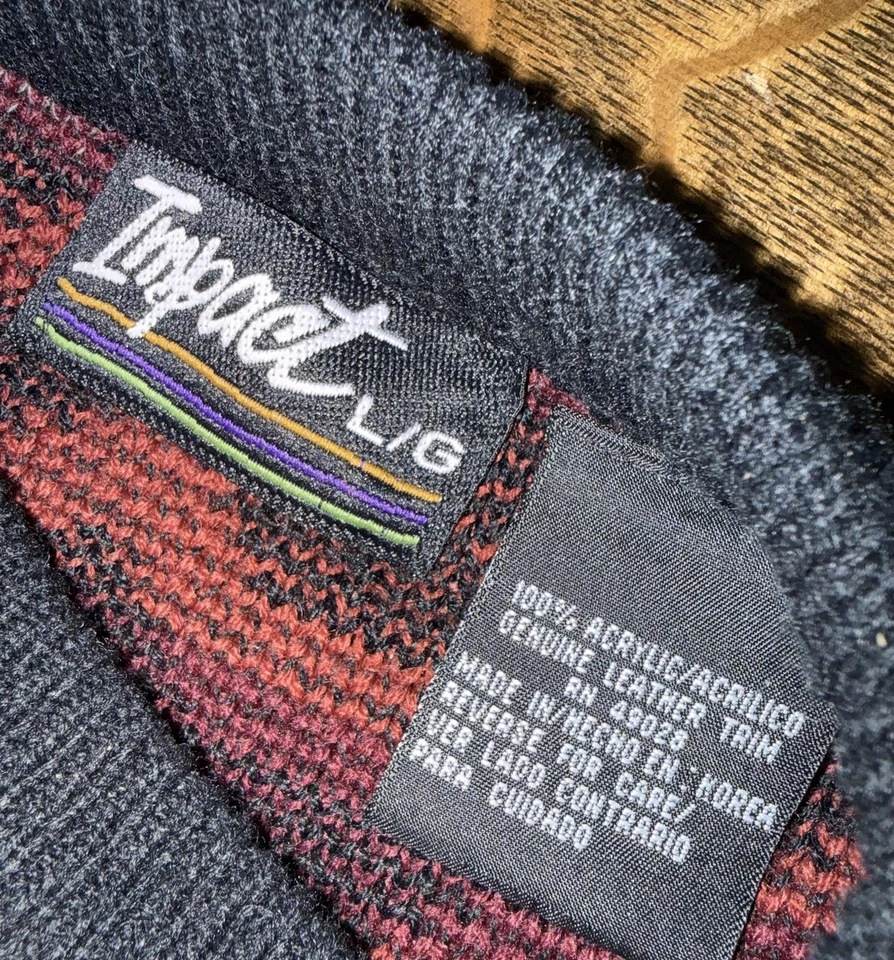 Impact
L/G
100% ACRYLIC/ACRILICO
GENUINE LEATHER TRIM
RN 49026
MADE IN/HECHO EN: KOREA
REVERSE FOR CARE/
VER LADO CONTRARIO
PARA CUIDADO